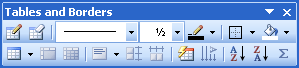 Tables and Borders
½
A Z
Z A
Σ